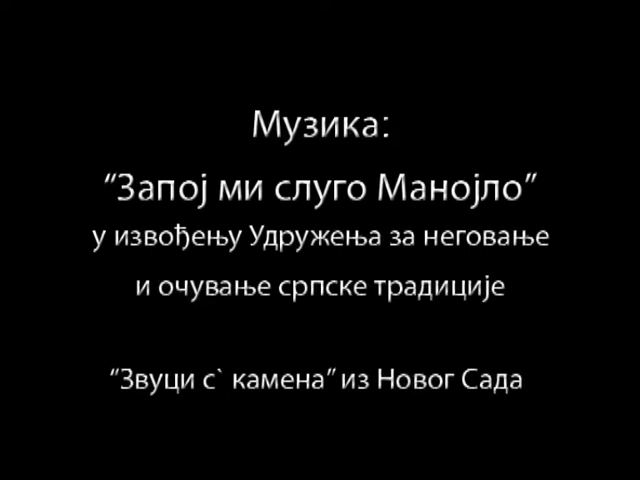 Музика:
“Запој ми слуго Манојло”
у извођењу Удружења за неговање
и очување српске традиције
“Звуци с` камена” из Новог Сада